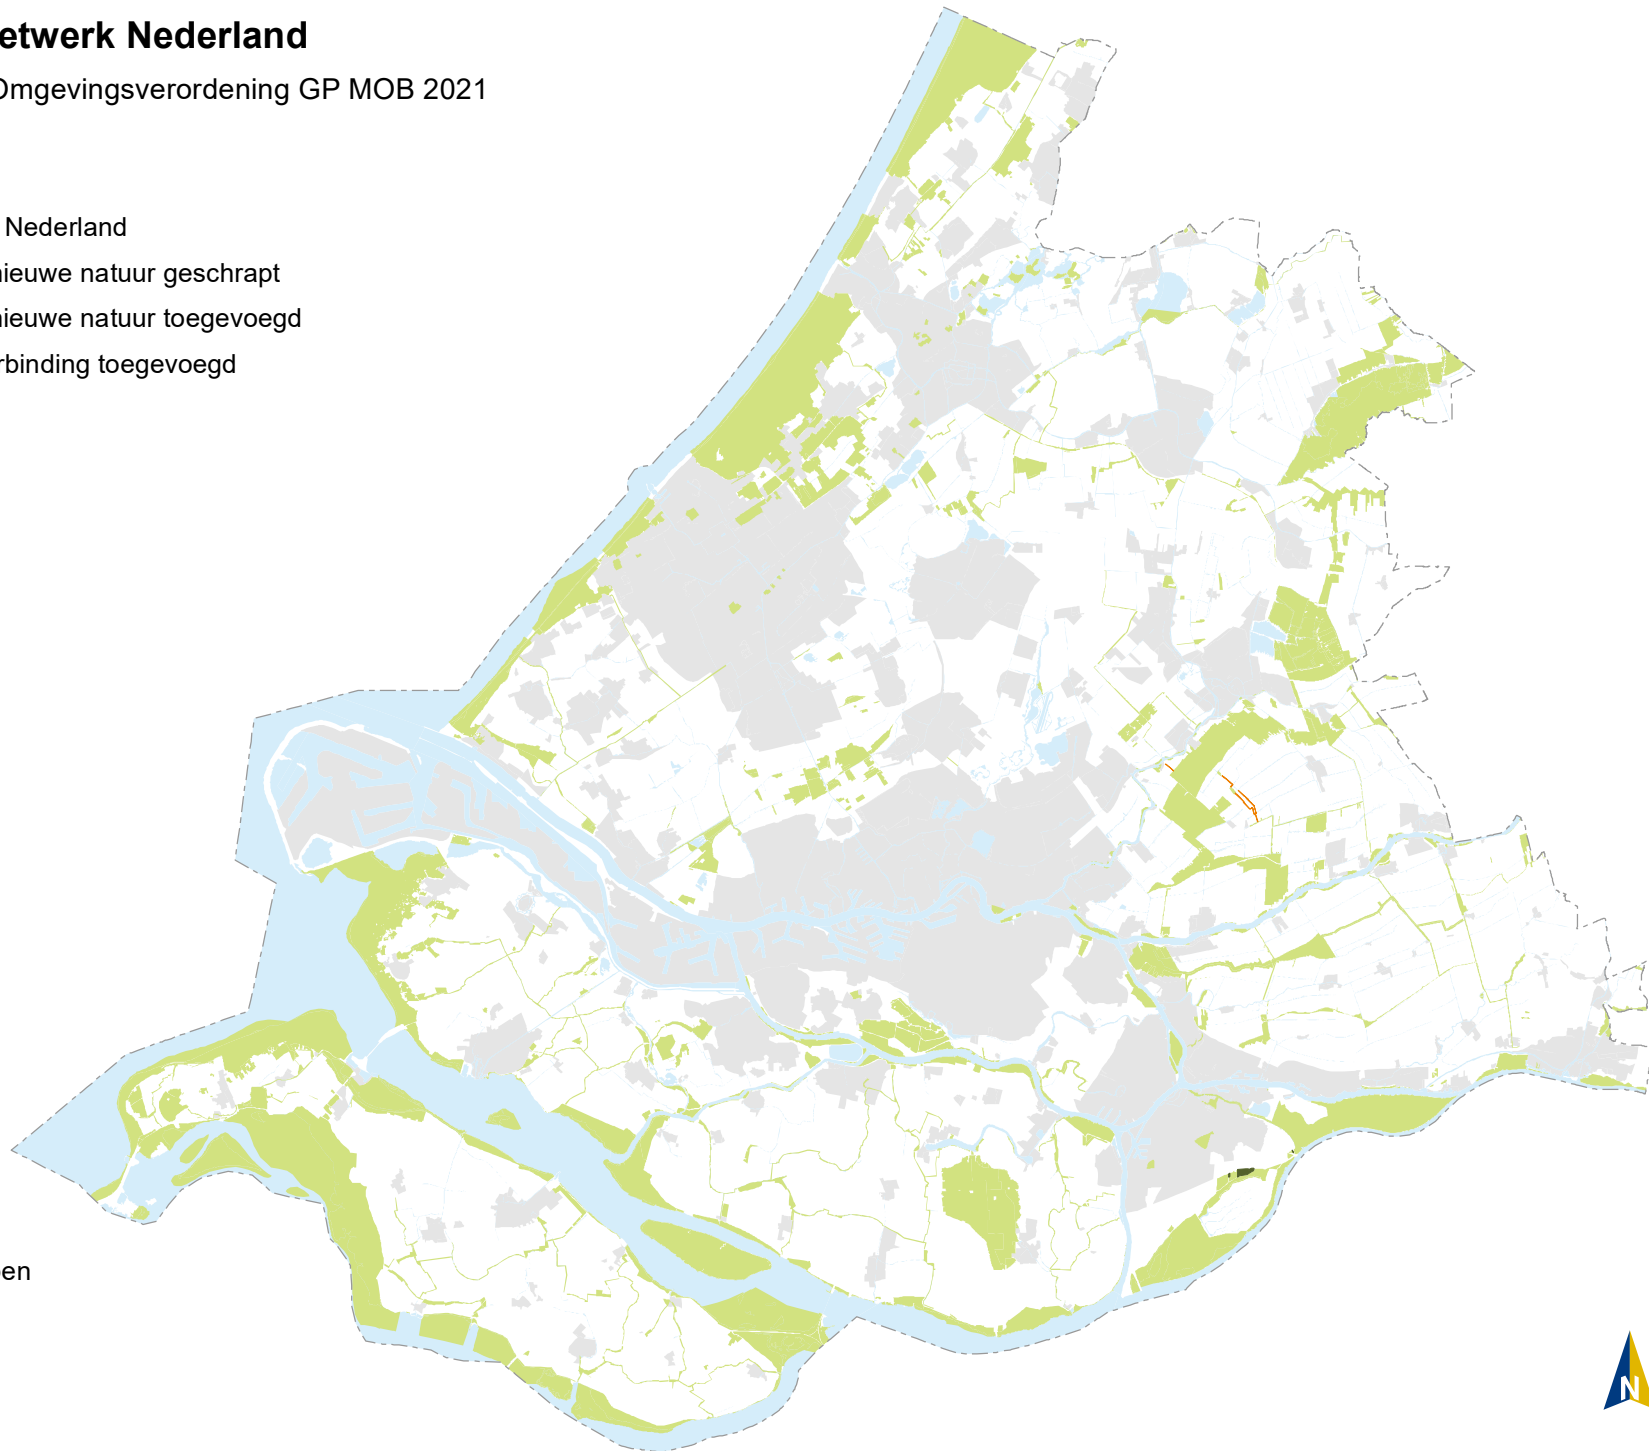 etwerk Nederland
Omgevingsverordening GP MOB 2021
Nederland
nieuwe natuur geschrapt
nieuwe natuur toegevoegd
rbinding toegevoegd
en
N